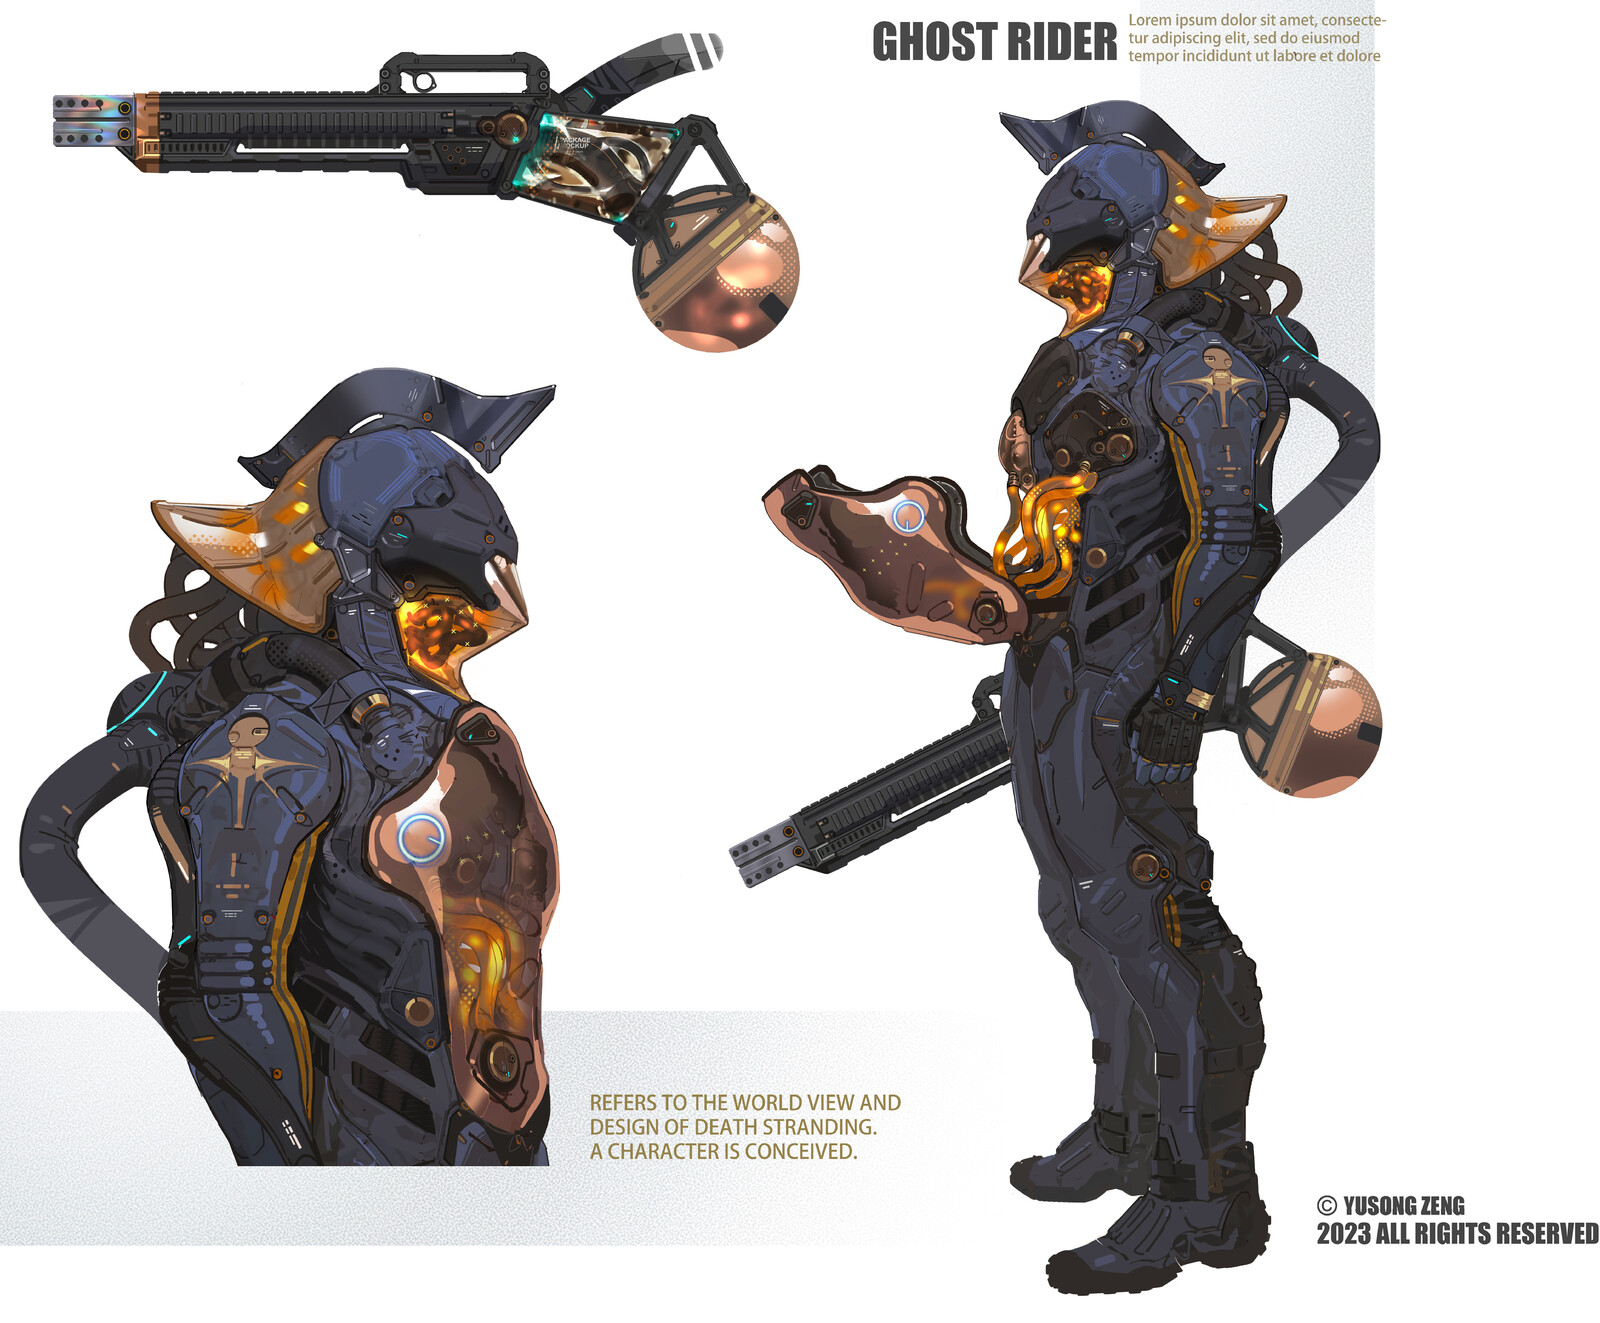 GHOST RIDER
Lorem ipsum dolor sit amet, consecte-
tur adipiscing elit, sed do eiusmod
tempor incididunt ut labore et dolore
REFERS TO THE WORLD VIEW AND
DESIGN OF DEATH STRANDING.
A CHARACTER IS CONCEIVED.
© YUSONG ZENG
2023 ALL RIGHTS RESERVED